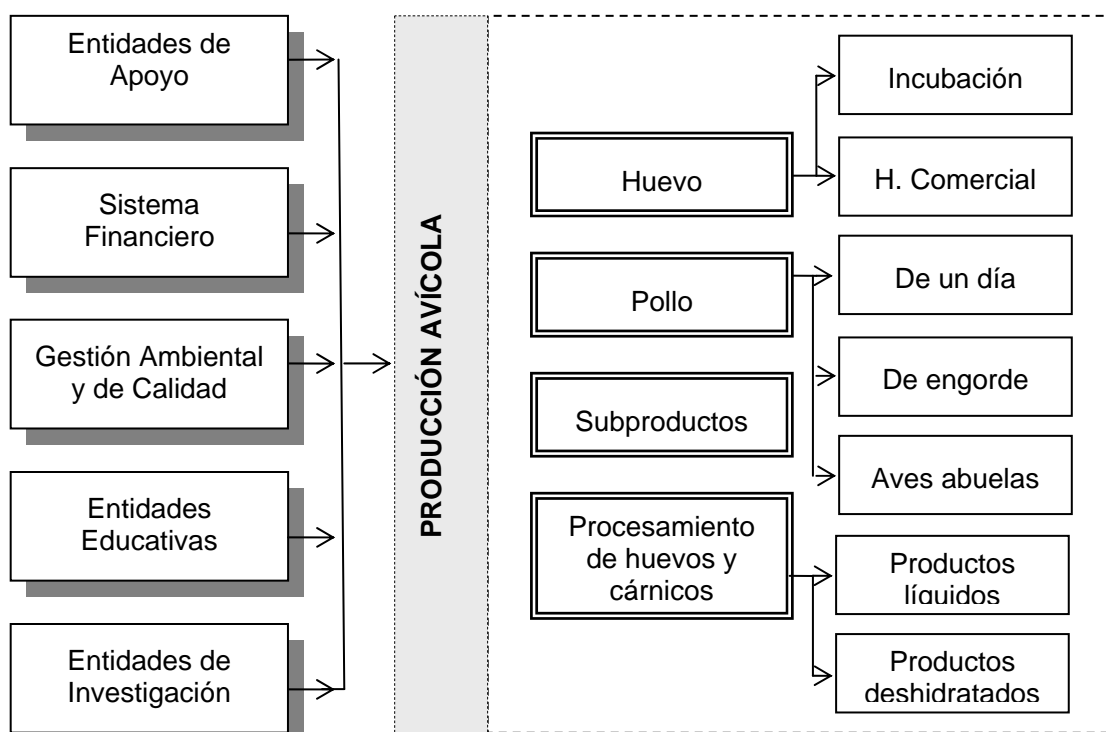 Entidades de
Apoyo
Sistema
Financiero
Gestión Ambiental
y de Calidad
Entidades
Educativas
Entidades de
Investigación
PRODUCCIÓN AVÍCOLA
Huevo
Pollo
Subproductos
Procesamiento
de huevos y
cárnicos
Incubación
H. Comercial
De un día
De engorde
Aves abuelas
Productos
líquidos
Productos
deshidratados